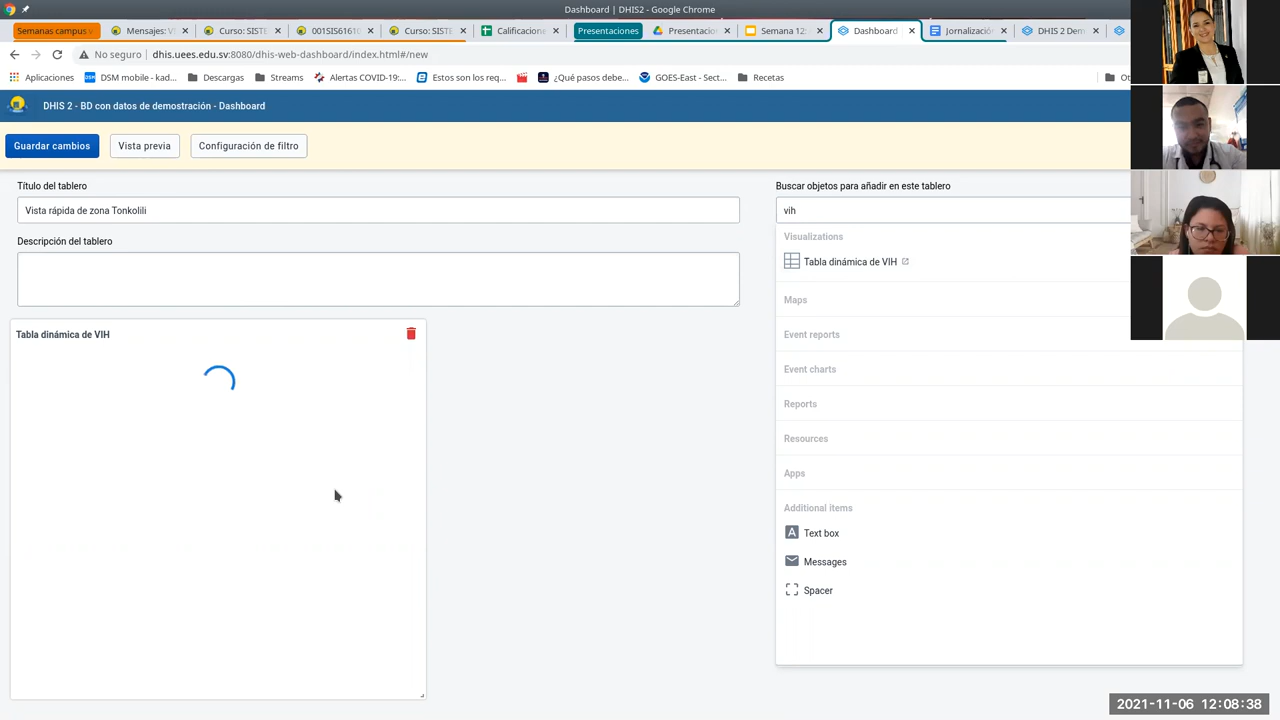 Dashboard | DHIS2 - Google Chrome
Semanas campus v
Mensajes: V
Curso: SISTE
001SIS61610
Curso: SISTE
Calificacione
Presentaciones
Presentacio
Semana 12:
Dashboard
Jornalizació
DHIS 2 Dem
No seguro
dhis.uees.edu.sv:8080/dhis-web-dashboard/index.html#/new
Aplicaciones
DSM mobile - kad...
Descargas
Streams
Alertas COVID-19:...
Estos son los req...
¿Qué pasos debe...
GOES-East - Sect...
Recetas
Ot
DHIS 2 - BD con datos de demostración - Dashboard
Guardar cambios
Vista previa
Configuración de filtro
Título del tablero
Vista rápida de zona Tonkolili
Descripción del tablero
Tabla dinámica de VIH
Buscar objetos para añadir en este tablero
vih
Visualizations
Tabla dinámica de VIH
Maps
Event reports
Event charts
Reports
Resources
Apps
Additional items
A Text box
Messages
Spacer
2021-11-06 12:08:38